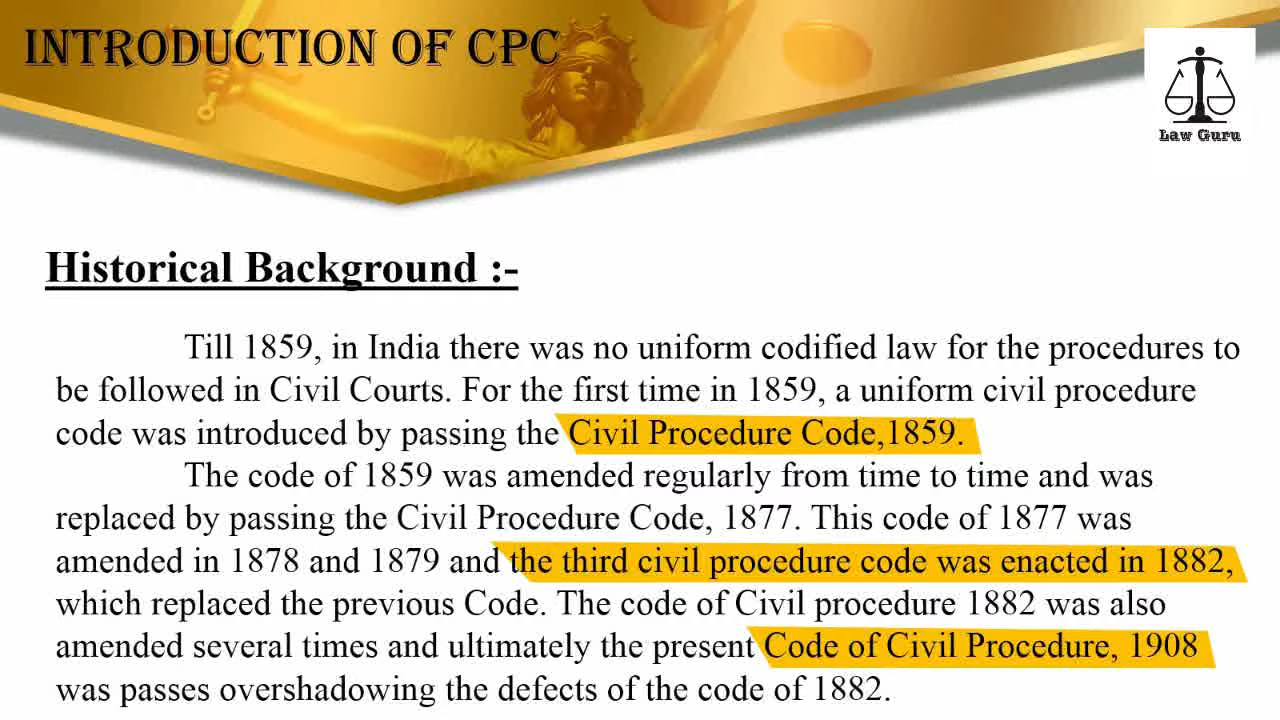 INTRODUCTION OF CPC
Law Guru
Historical Background :-
Till 1859, in India there was no uniform codified law for the procedures to
be followed in Civil Courts. For the first time in 1859, a uniform civil procedure
code was introduced by passing the Civil Procedure Code,1859.
The code of 1859 was amended regularly from time to time and was
replaced by passing the Civil Procedure Code, 1877. This code of 1877 was
amended in 1878 and 1879 and the third civil procedure code was enacted in 1882,
which replaced the previous Code. The code of Civil procedure 1882 was also
amended several times and ultimately the present Code of Civil Procedure, 1908
was passes overshadowing the defects of the code of 1882.